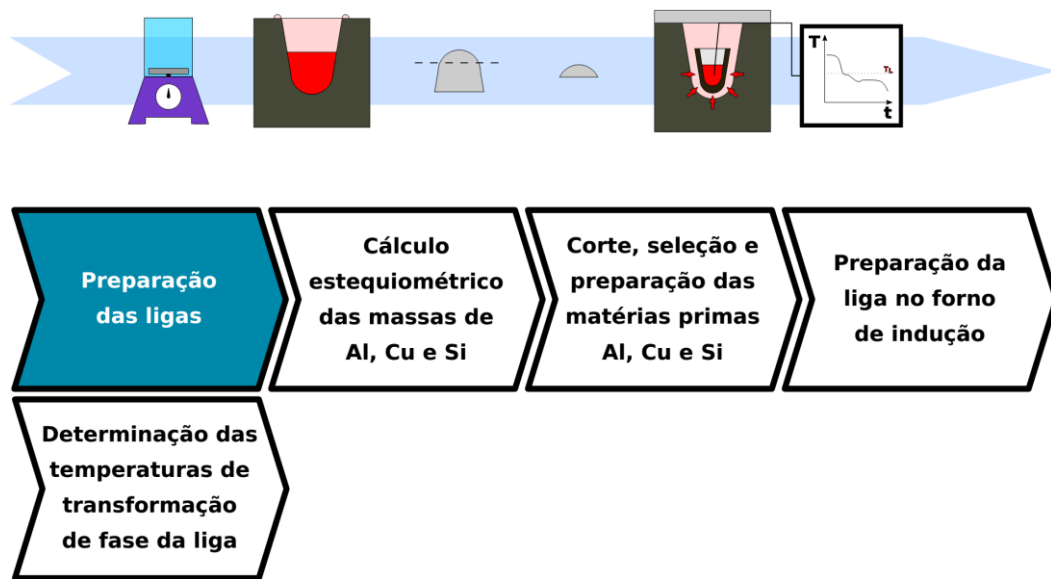 T
TL
t
Preparação
das ligas
Cálculo
estequiométrico
das massas de
Al, Cu e Si
Corte, seleção e
preparação das
matérias primas
Al, Cu e Si
Preparação da
liga no forno
de indução
Determinação das
temperaturas de
transformação
de fase da liga